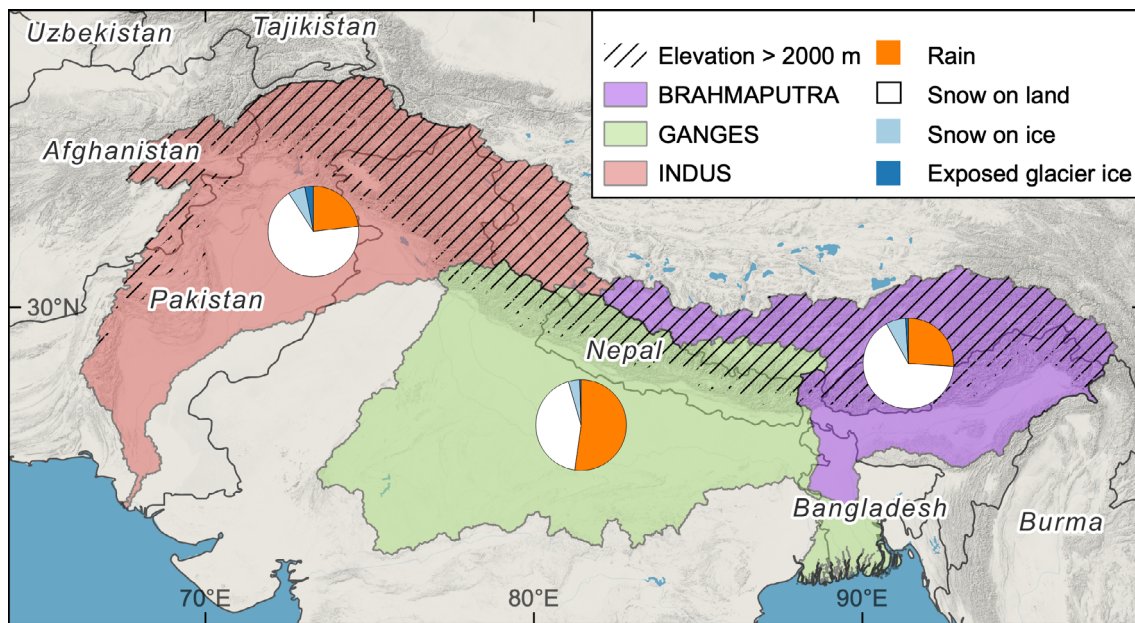 Uzbekistan
Tajikistan
Afghanistan
Pakistan
Nepal
Bangladesh
Burma
30°N
70°E
80°E
90°E
Elevation > 2000 m
BRAHMAPUTRA
GANGES
INDUS
Rain
Snow on land
Snow on ice
Exposed glacier ice